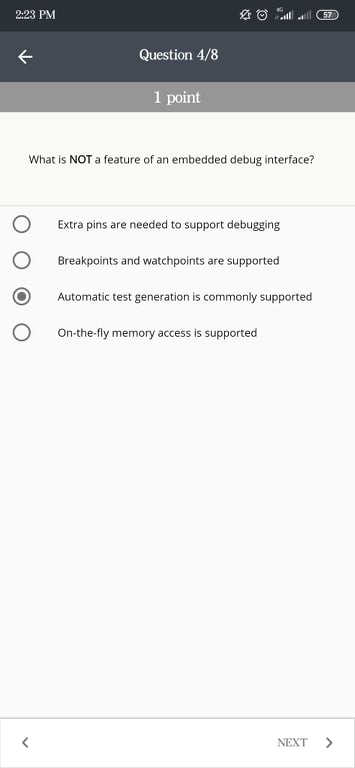 2:23 PM
4G
57
Question 4/8
1 point
What is NOT a feature of an embedded debug interface?
Extra pins are needed to support debugging
Breakpoints and watchpoints are supported
Automatic test generation is commonly supported
On-the-fly memory access is supported
NEXT